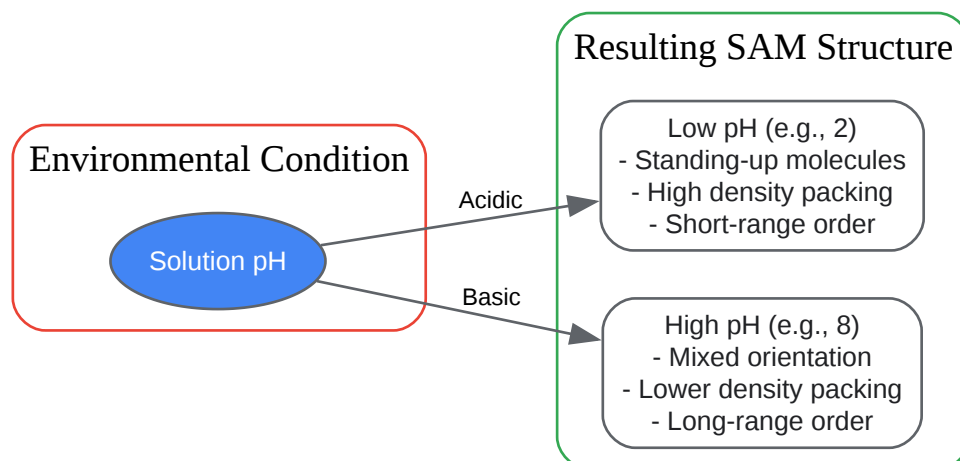 Resulting SAM Structure
Environmental Condition
Solution pH
Acidic
Basic
Low pH (e.g., 2)
- Standing-up molecules
- High density packing
- Short-range order
High pH (e.g., 8)
- Mixed orientation
- Lower density packing
- Long-range order